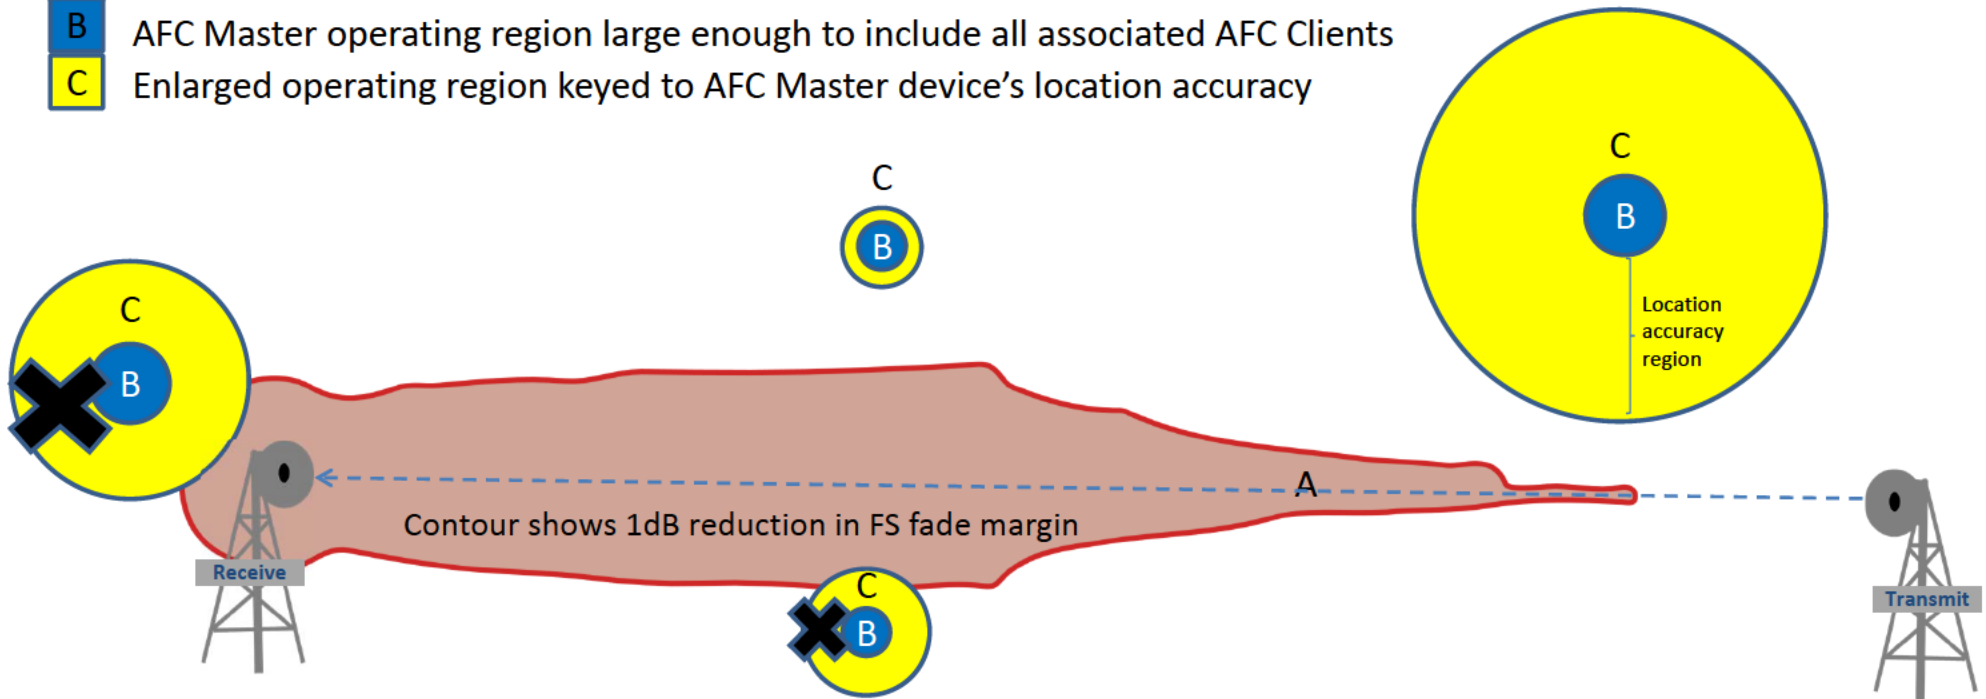 B AFC Master operating region large enough to include all associated AFC Clients
C Enlarged operating region keyed to AFC Master device's location accuracy
C
B
C
B
Location
accuracy
region
C
B
A
Contour shows 1dB reduction in FS fade margin
Receive
C
B
Transmit